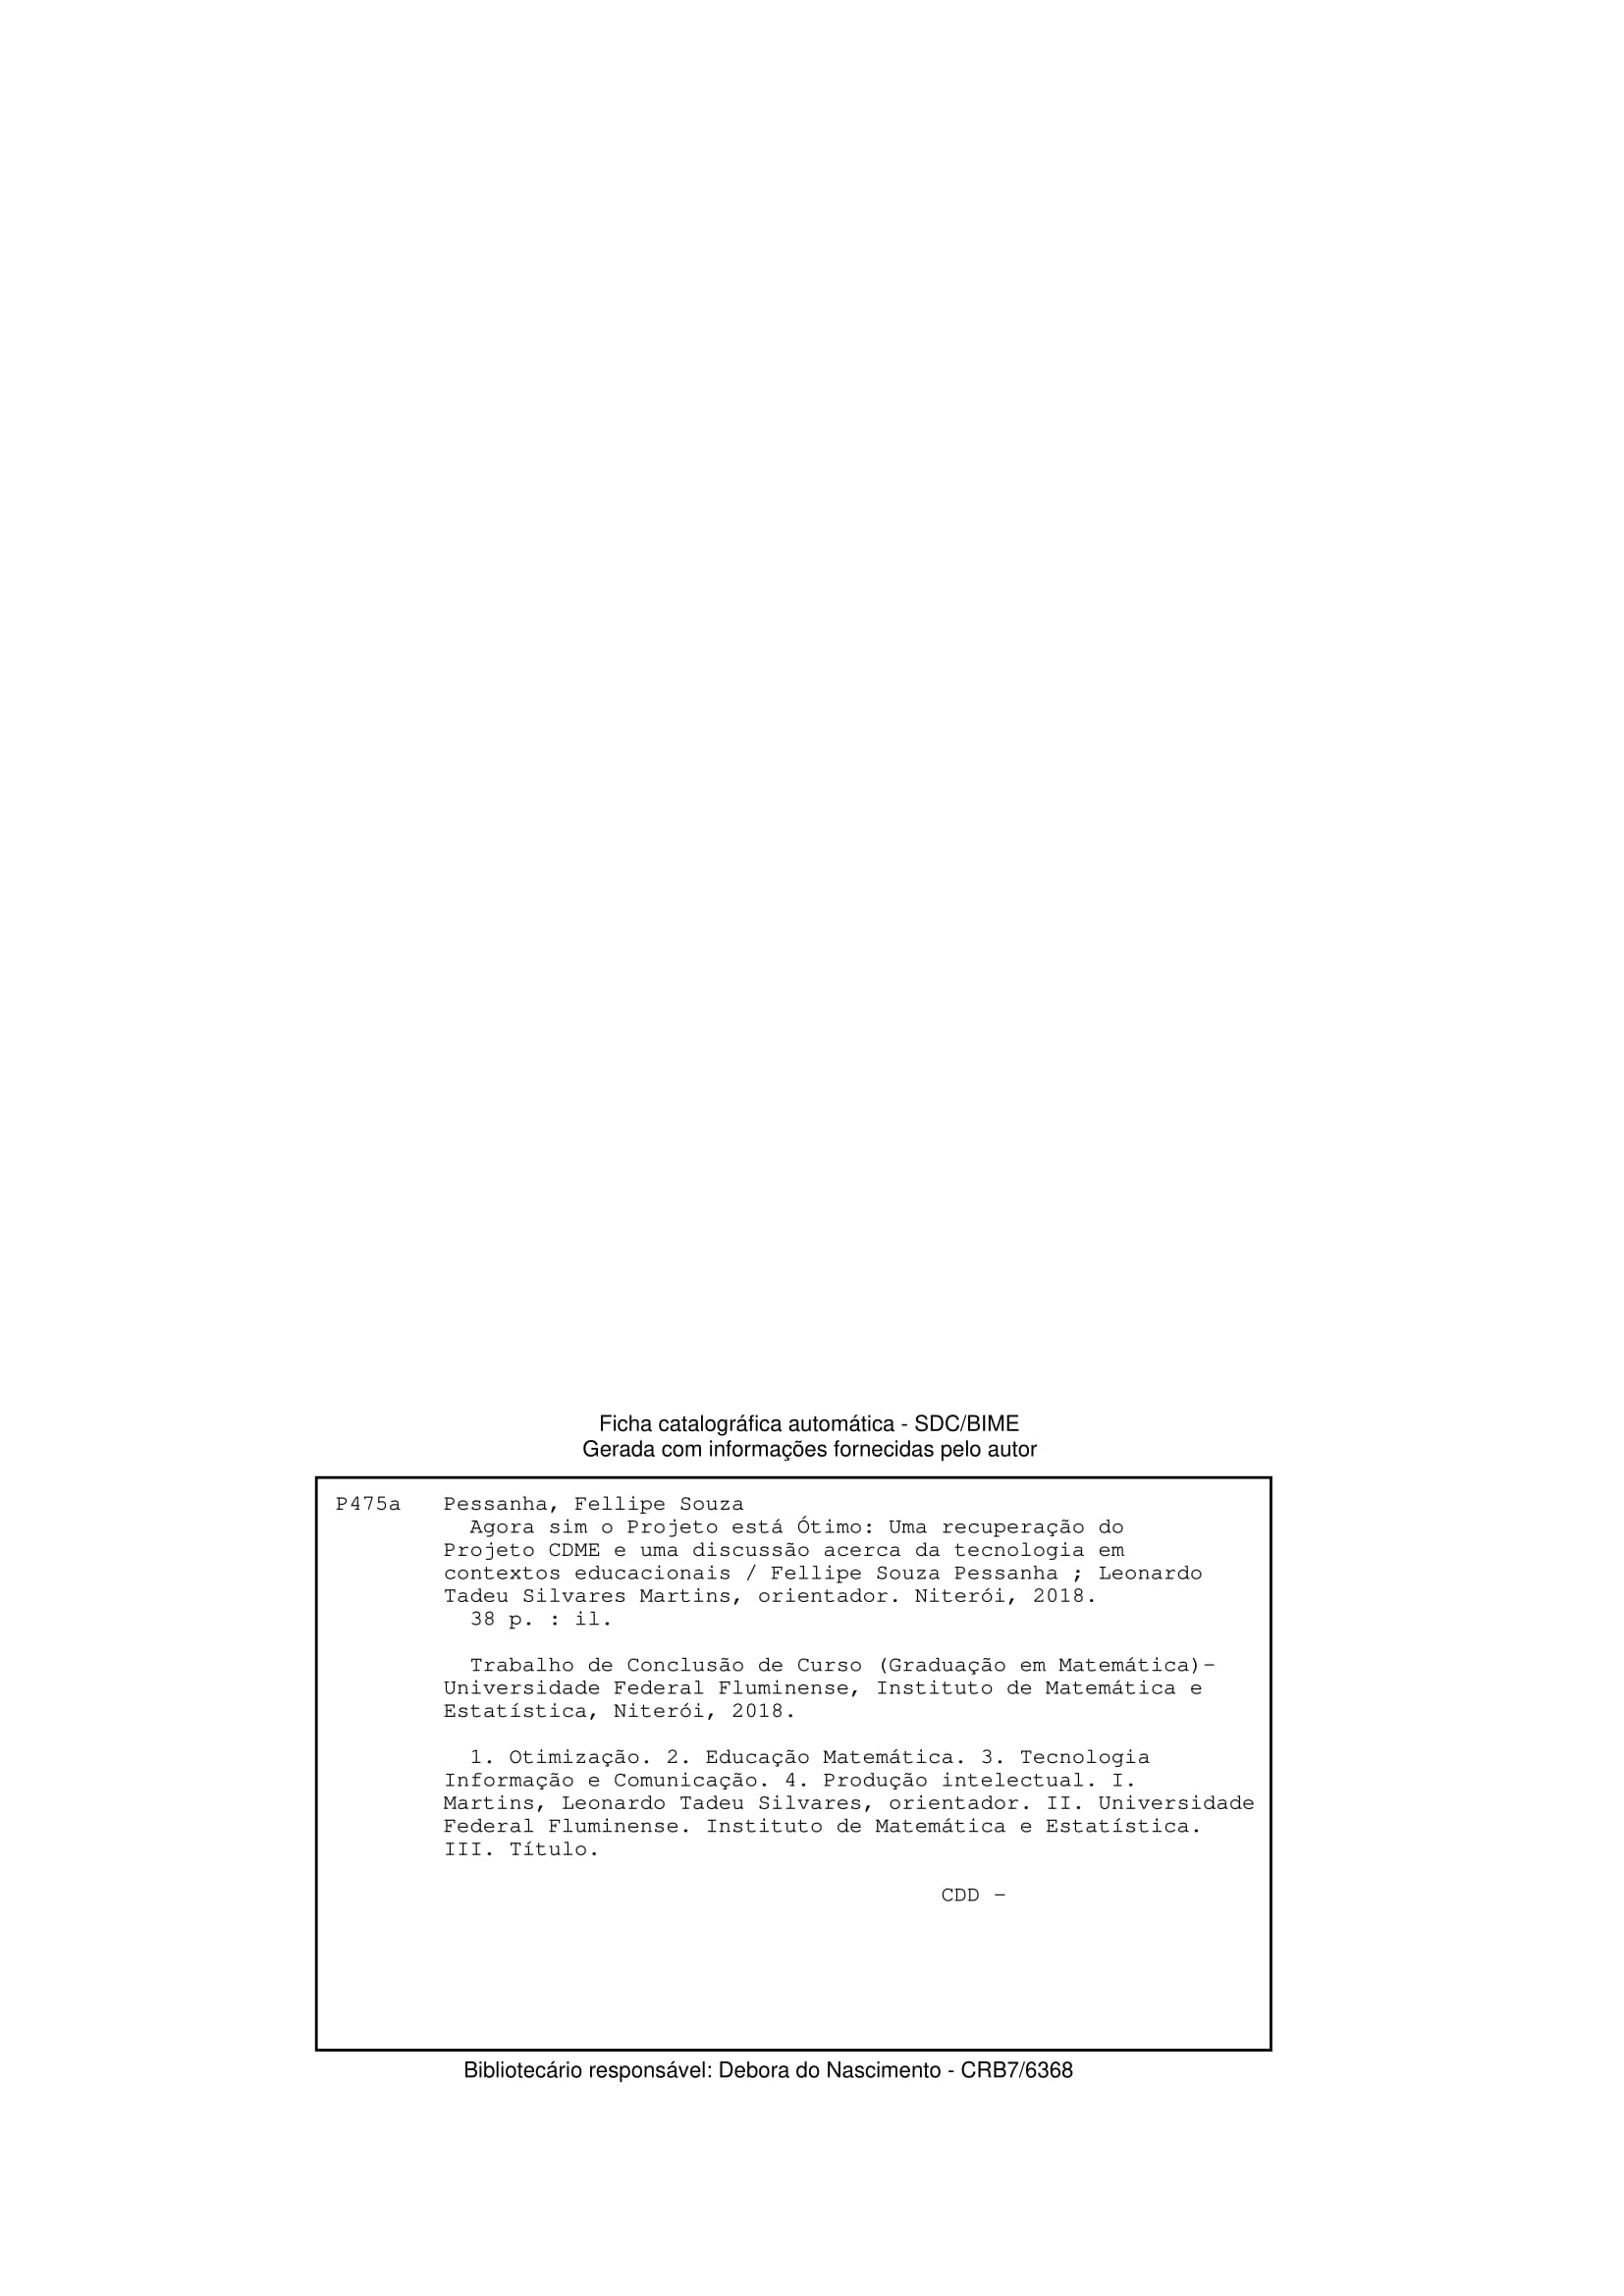 Ficha catalográfica automática - SDC/BIME
Gerada com informações fornecidas pelo autor
P475a Pessanha, Fellipe Souza
Agora sim o Projeto está Ótimo: Uma recuperação do
Projeto CDME e uma discussão acerca da tecnologia em
contextos educacionais / Fellipe Souza Pessanha ; Leonardo
Tadeu Silvares Martins, orientador. Niterói, 2018.
38 p. : il.
Trabalho de Conclusão de Curso (Graduação em Matemática)-
Universidade Federal Fluminense, Instituto de Matemática e
Estatística, Niterói, 2018.
1. Otimização. 2. Educação Matemática. 3. Tecnologia
Informação e Comunicação. 4. Produção intelectual. I.
Martins, Leonardo Tadeu Silvares, orientador. II. Universidade
Federal Fluminense. Instituto de Matemática e Estatística.
III. Título.
CDD -
Bibliotecário responsável: Debora do Nascimento - CRB7/6368